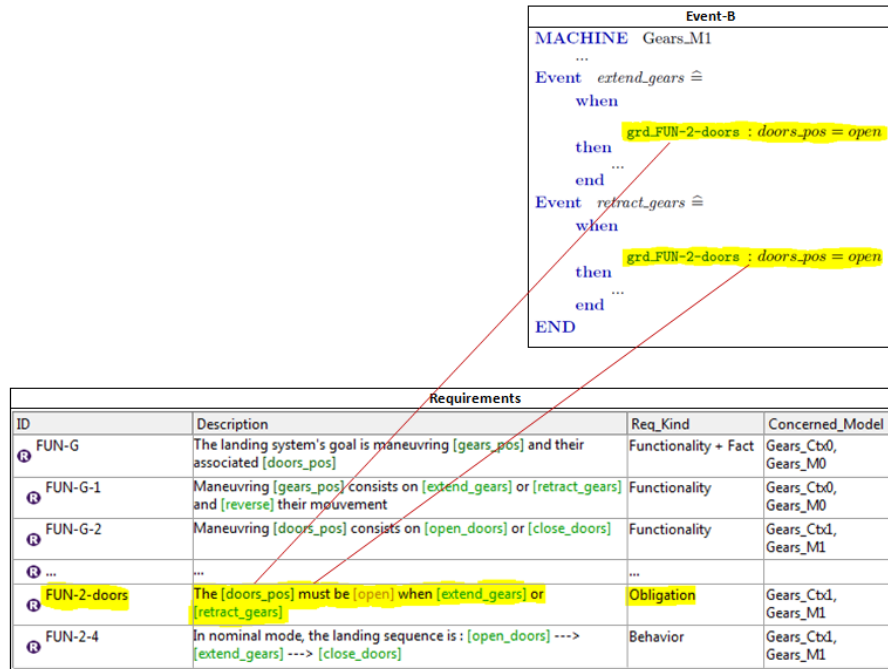 Event-B
MACHINE Gears_M1
...
Event extend_gears ≙
when
grd_FUN-2-doors : doors_pos = open
then
...
end
Event retract_gears ≙
when
grd_FUN-2-doors : doors_pos = open
then
...
end
END
Requirements
ID Description Req_Kind Concerned_Model
FUN-G The landing system's goal is maneuvring [gears_pos] and their Functionality + Fact Gears_Ctx0,
R associated [doors_pos] Gears_M0
FUN-G-1 Maneuvring [gears_pos] consists on [extend_gears] or [retract_gears] Functionality Gears_Ctx0,
R and [reverse] their mouvement Gears_M0
FUN-G-2 Maneuvring [doors_pos] consists on [open_doors] or [close_doors] Functionality Gears_Ctx1,
R Gears_M1
R ... ... ...
FUN-2-doors The [doors_pos] must be [open] when [extend_gears] or Obligation Gears_Ctx1,
R [retract_gears] Gears_M1
FUN-2-4 In nominal mode, the landing sequence is : [open_doors] ---> Behavior Gears_Ctx1,
R [extend_gears] ---> [close_doors] Gears_M1